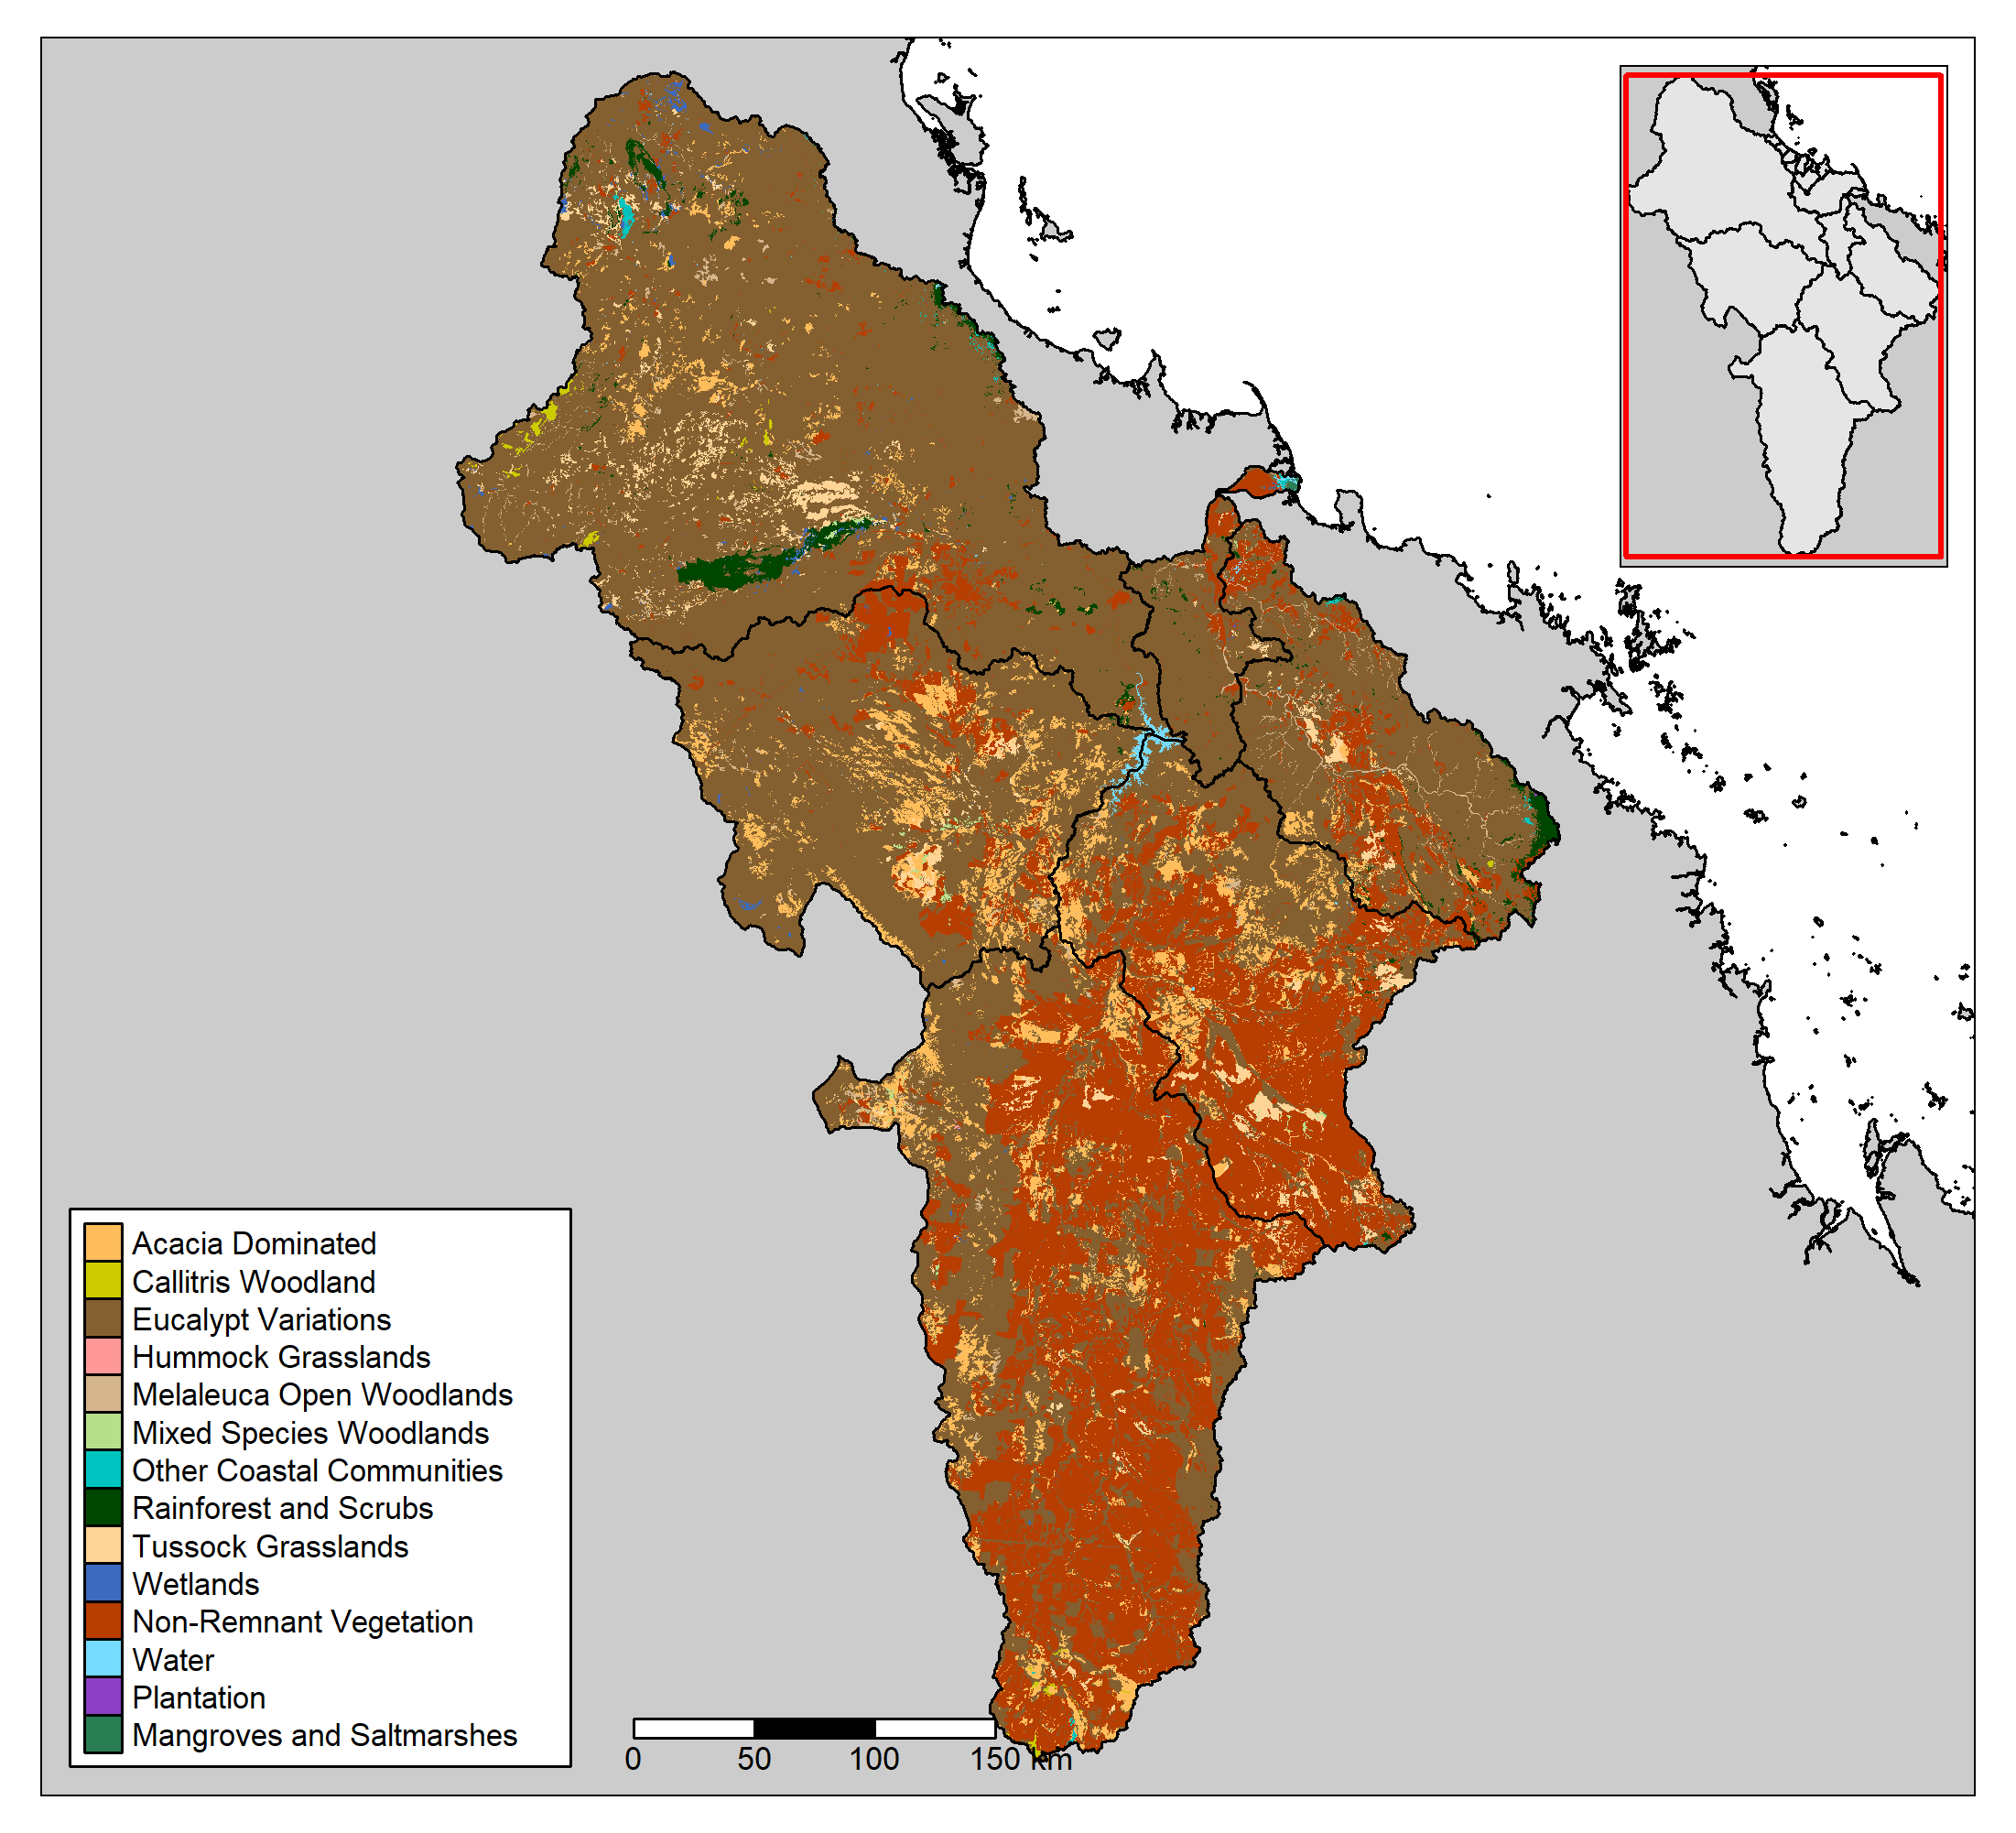 Acacia Dominated
Callitris Woodland
Eucalypt Variations
Hummock Grasslands
Melaleuca Open Woodlands
Mixed Species Woodlands
Other Coastal Communities
Rainforest and Scrubs
Tussock Grasslands
Wetlands
Non-Remnant Vegetation
Water
Plantation
Mangroves and Saltmarshes
0 50 100 150 km